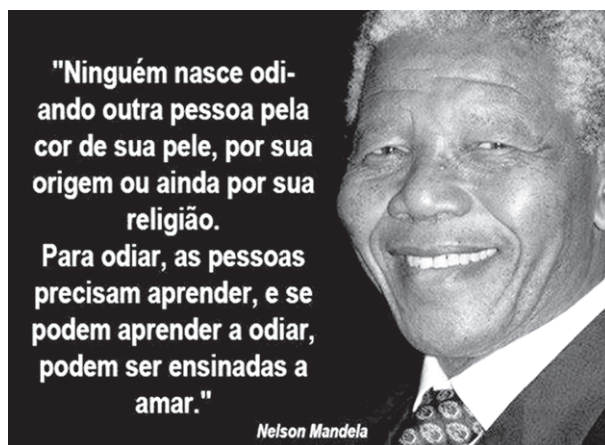 "Ninguém nasce odi-
ando outra pessoa pela
cor de sua pele, por sua
origem ou ainda por sua
religião.
Para odiar, as pessoas
precisam aprender, e se
podem aprender a odiar,
podem ser ensinadas a
amar."
Nelson Mandela